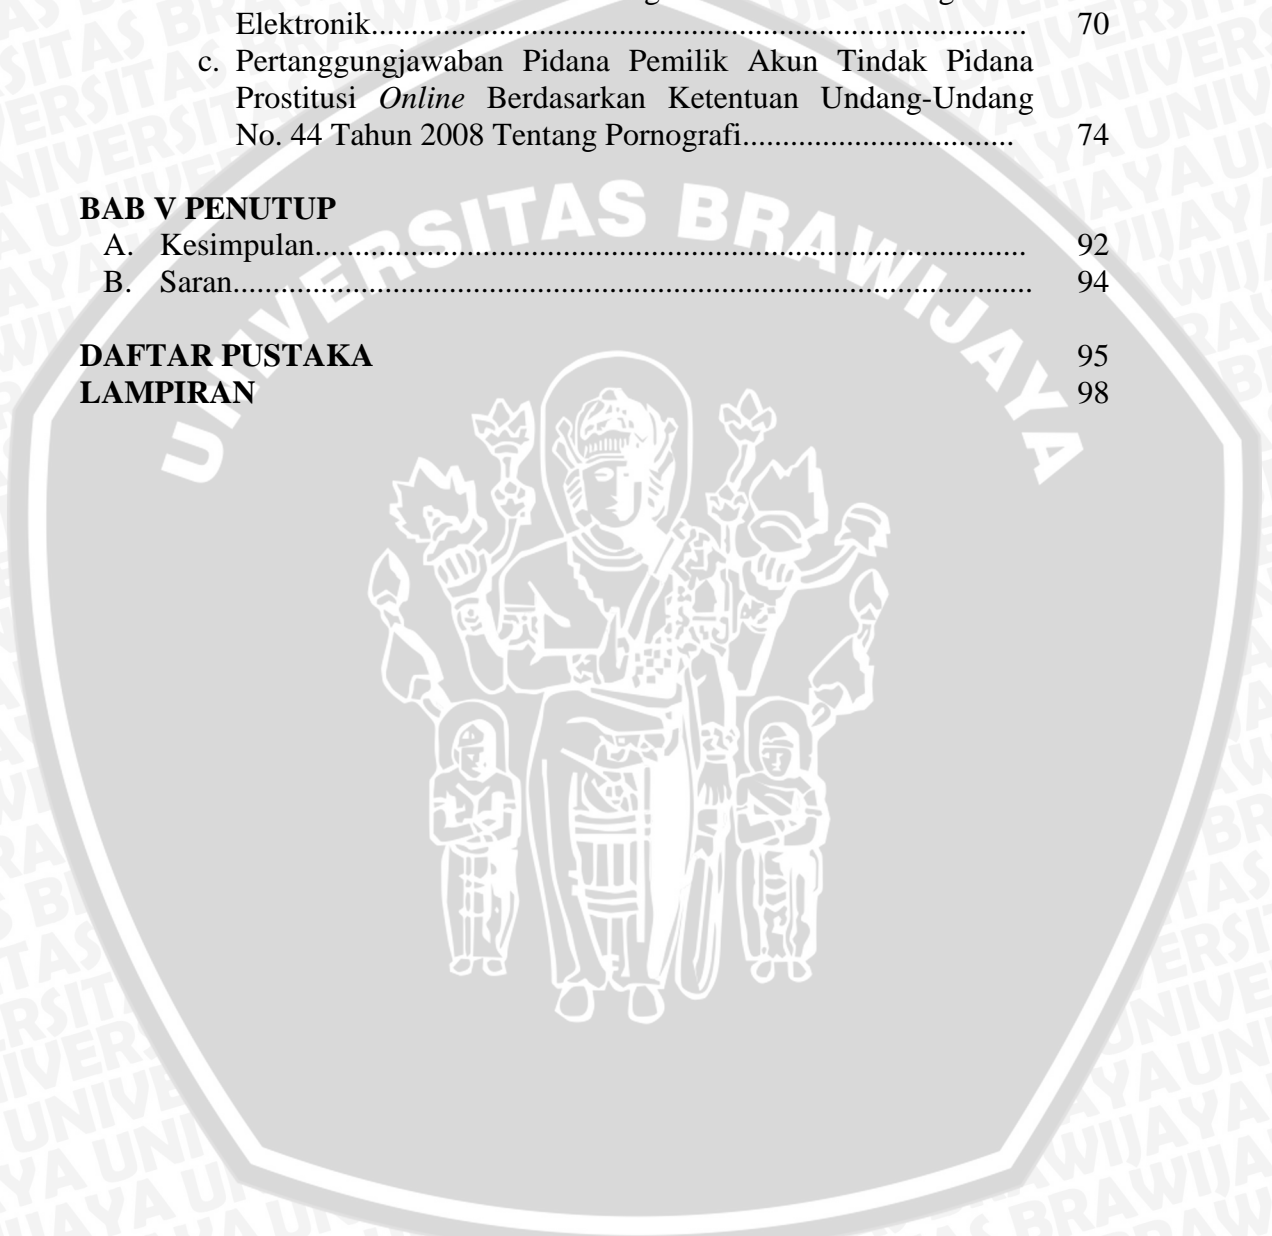 Elektronik.................................................................................. 70
c. Pertanggungjawaban Pidana Pemilik Akun Tindak Pidana
Prostitusi Online Berdasarkan Ketentuan Undang-Undang
No. 44 Tahun 2008 Tentang Pornografi.................................. 74
BAB V PENUTUP
A. Kesimpulan......................................................................................... 92
B. Saran.................................................................................................... 94
DAFTAR PUSTAKA 95
LAMPIRAN 98
UNIVERSITAS BRAWIJAYA